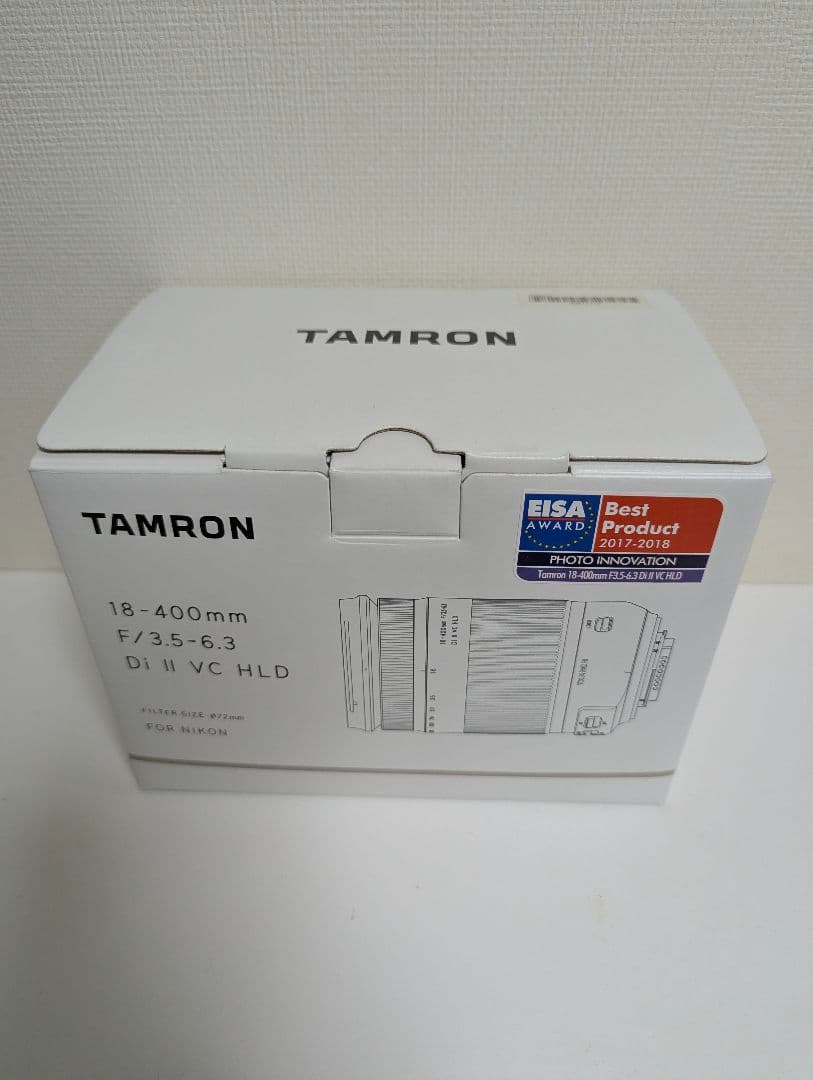 TAMRON
TAMRON
18-400mm
F/3.5-6.3
Di II VC HLD
FILTER SIZE ø72mm
FOR NIKON
EISA
AWARD
Best
Product
2017-2018
PHOTO INNOVATION
Tamron 18-400mm F3.5-6.3 Di II VC HLD
TAMRON